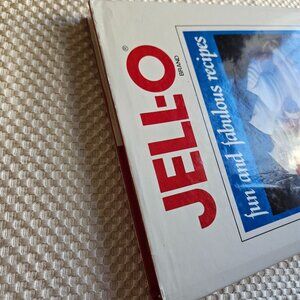 JELL-O ®
BRAND
fun and fabulous recipes